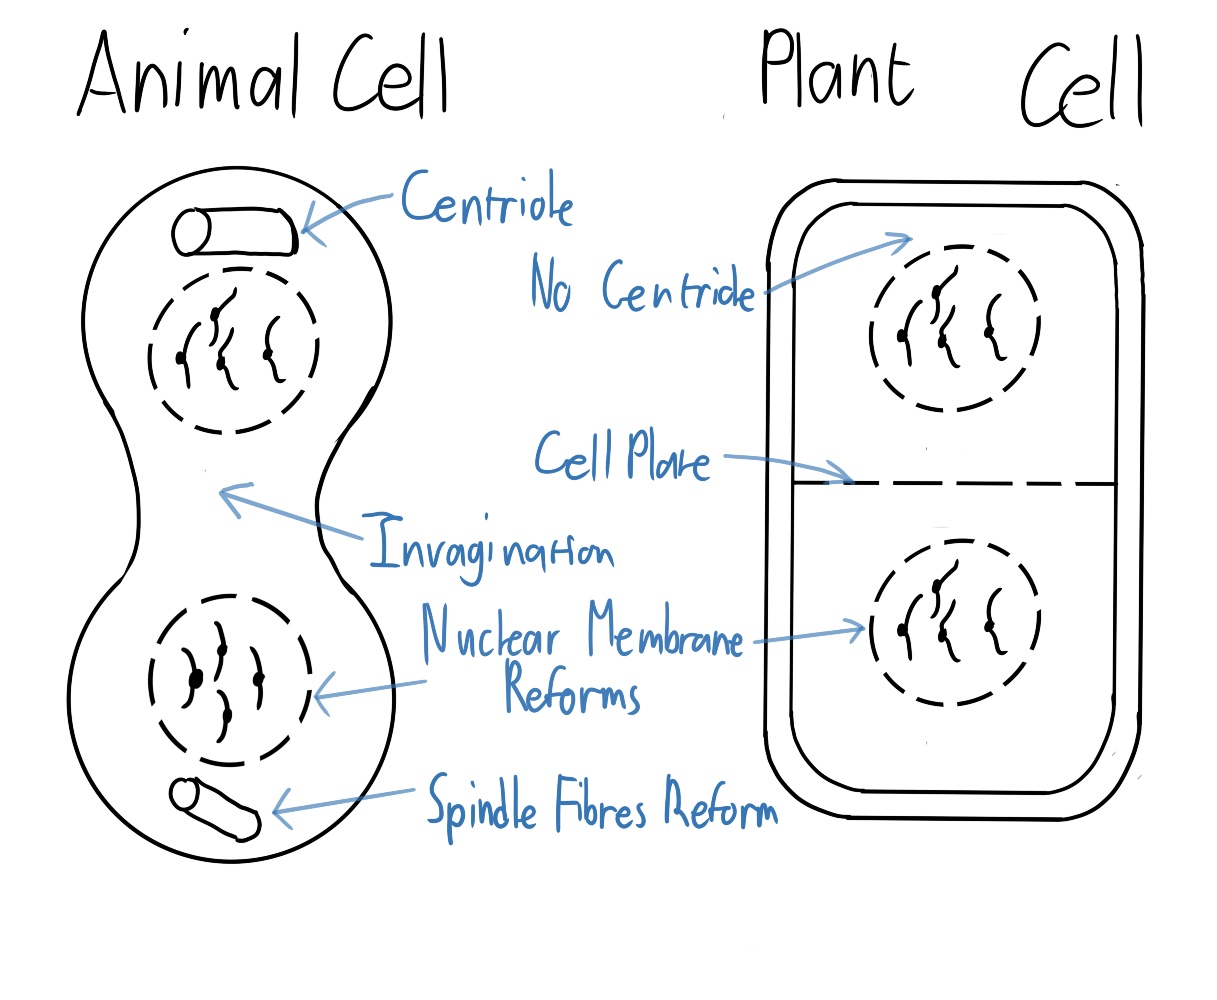 Animal Cell
Plant Cell
Centriole
No Centriole
Cell Plate
Invagination
Nuclear Membrane
Reforms
Spindle Fibres Reform